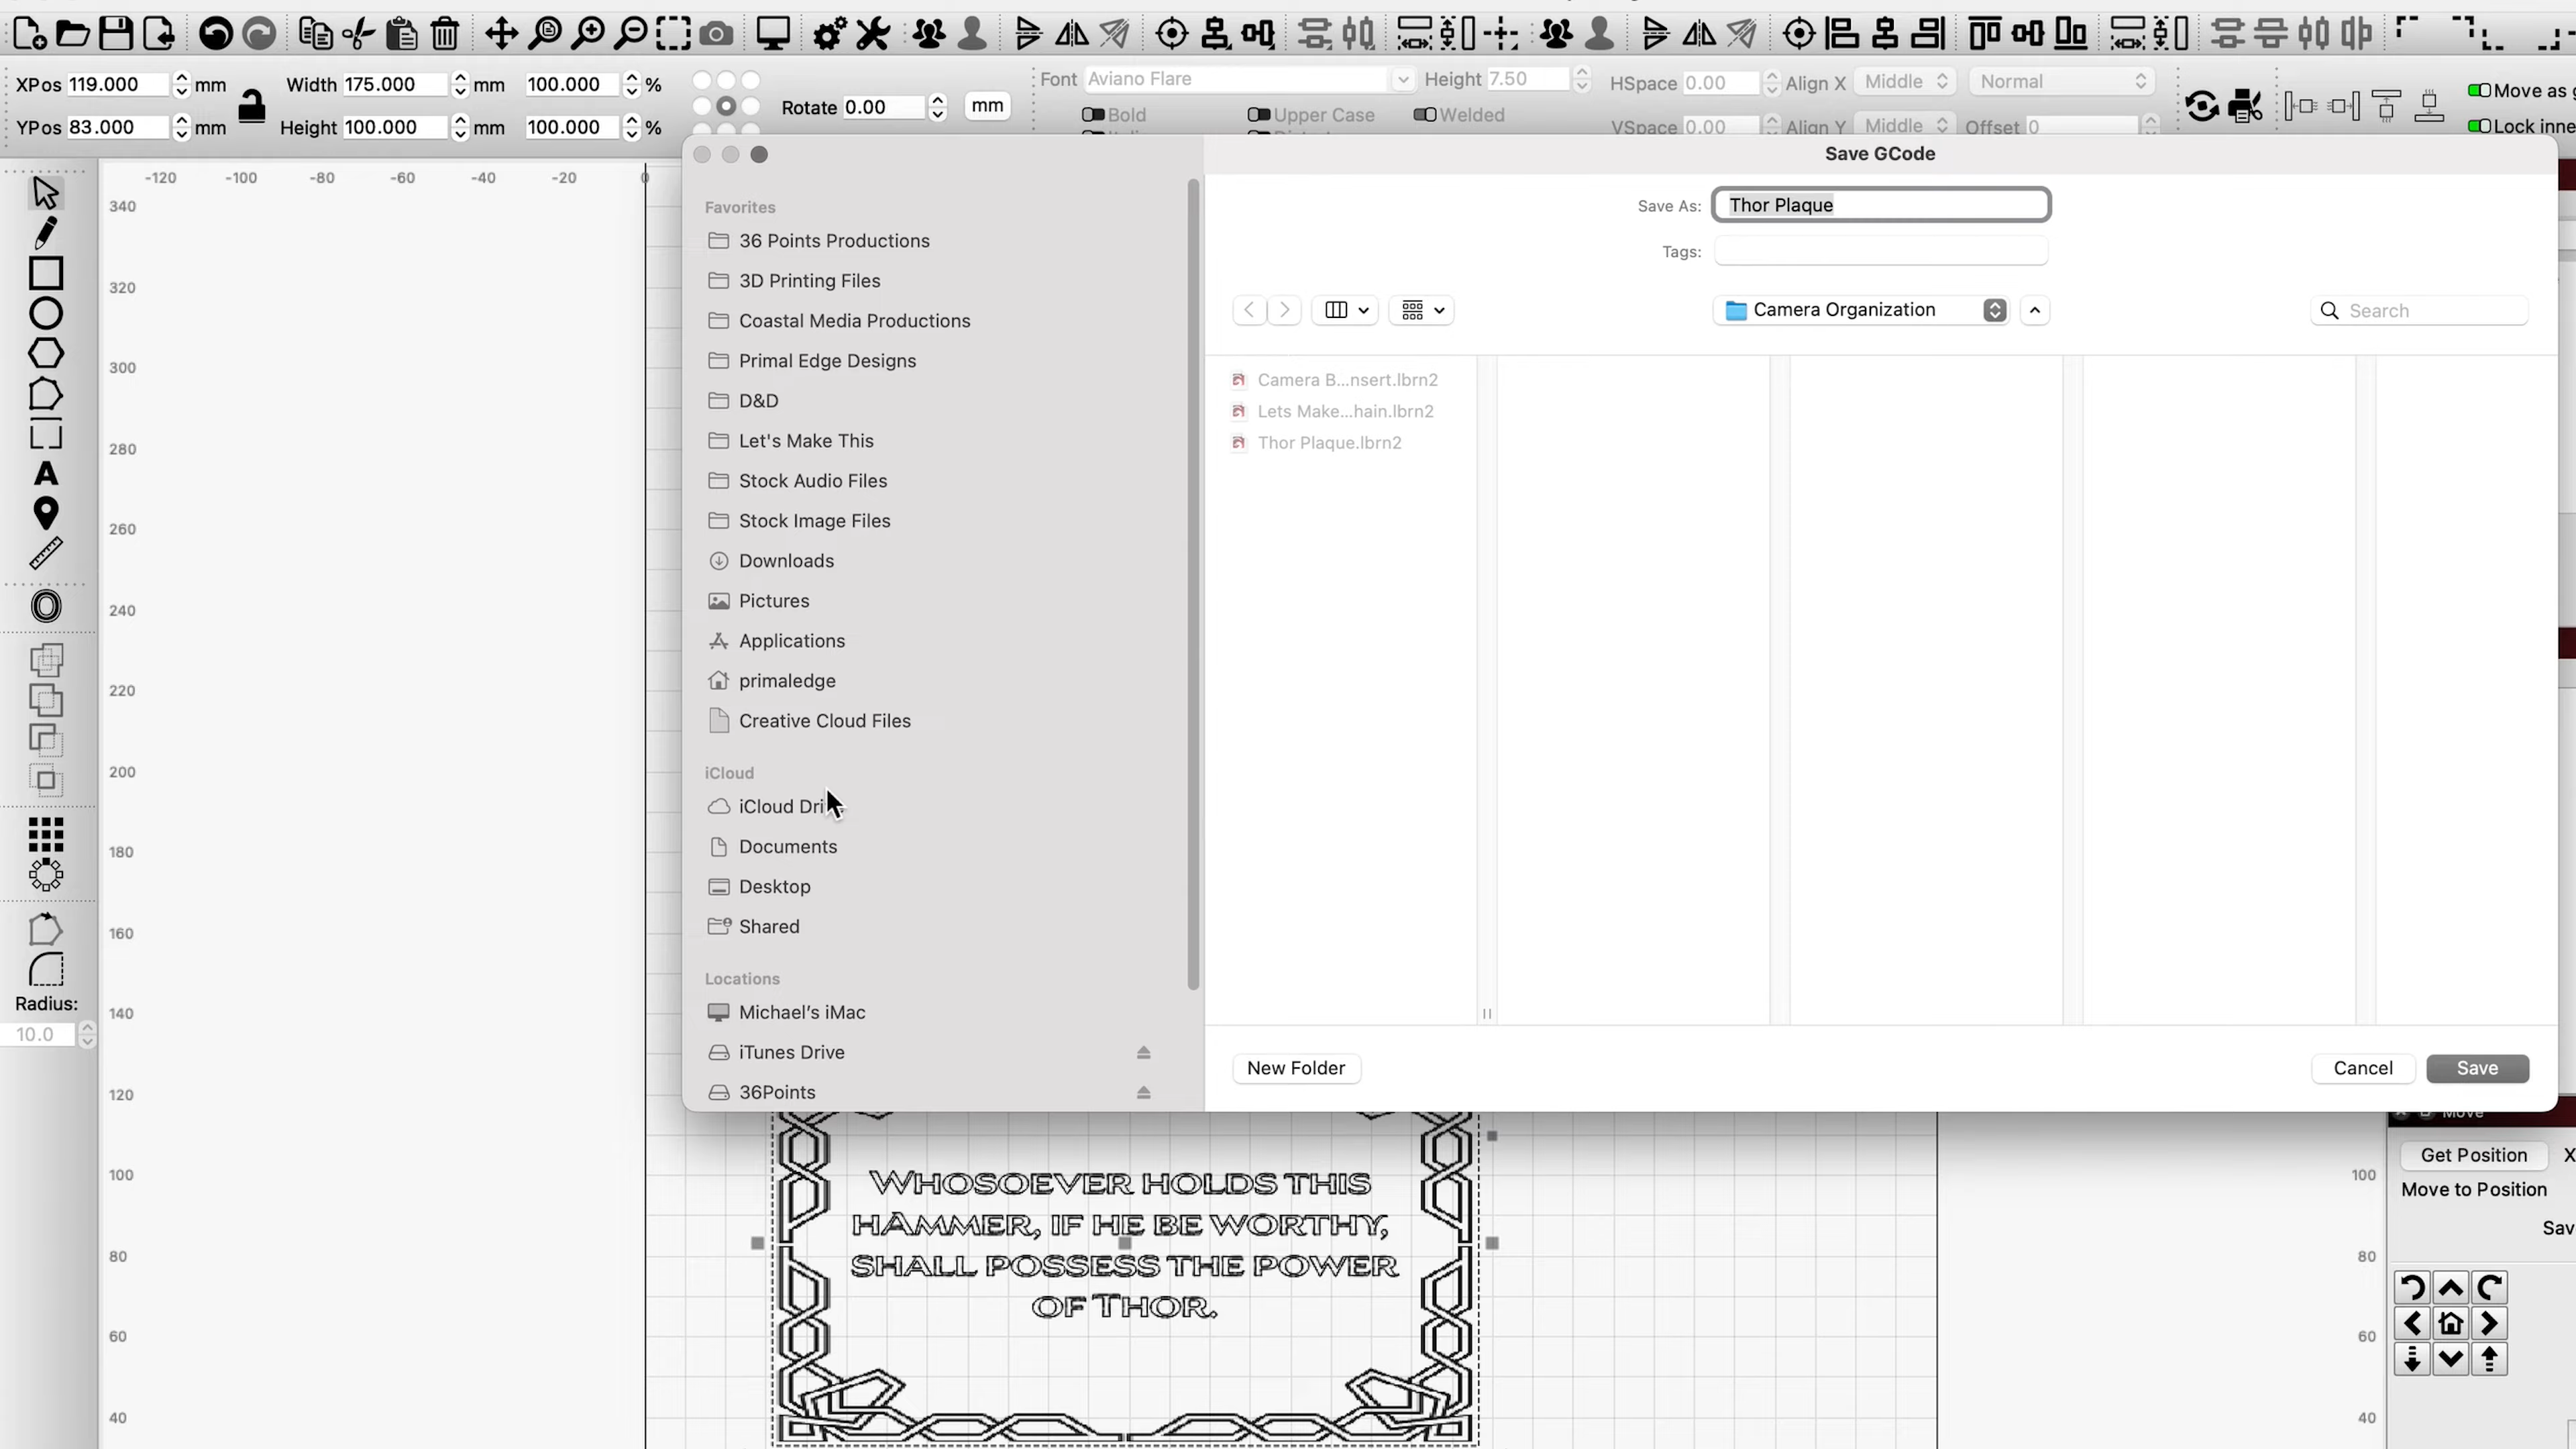 XPos 119.000 mm Width 175.000 mm 100.000 %
YPos 83.000 mm Height 100.000 mm 100.000 %
Rotate 0.00 mm
Font Aviano Flare Height 7.50 HSpace 0.00 Align X Middle Normal
Bold Upper Case Welded
VSpace 0.00 Align Y Middle Offset 0
Move as g
Lock inne
-120 -100 -80 -60 -40 -20 0
340
320
300
280
260
240
220
200
180
160
140
120
100
80
60
40
Radius:
10.0
Save GCode
Favorites
36 Points Productions
3D Printing Files
Coastal Media Productions
Primal Edge Designs
D&D
Let's Make This
Stock Audio Files
Stock Image Files
Downloads
Pictures
Applications
primaledge
Creative Cloud Files
iCloud
iCloud Dri
Documents
Desktop
Shared
Locations
Michael's iMac
iTunes Drive
36Points
Save As: Thor Plaque
Tags:
Camera Organization
Search
Camera B...nsert.lbrn2
Lets Make...hain.lbrn2
Thor Plaque.lbrn2
New Folder
Cancel
Save
WHOSOEVER HOLDS THIS
HAMMER, IF HE BE WORTHY,
SHALL POSSESS THE POWER
OF THOR.
100
80
60
40
Move
Get Position X
Move to Position
Sav